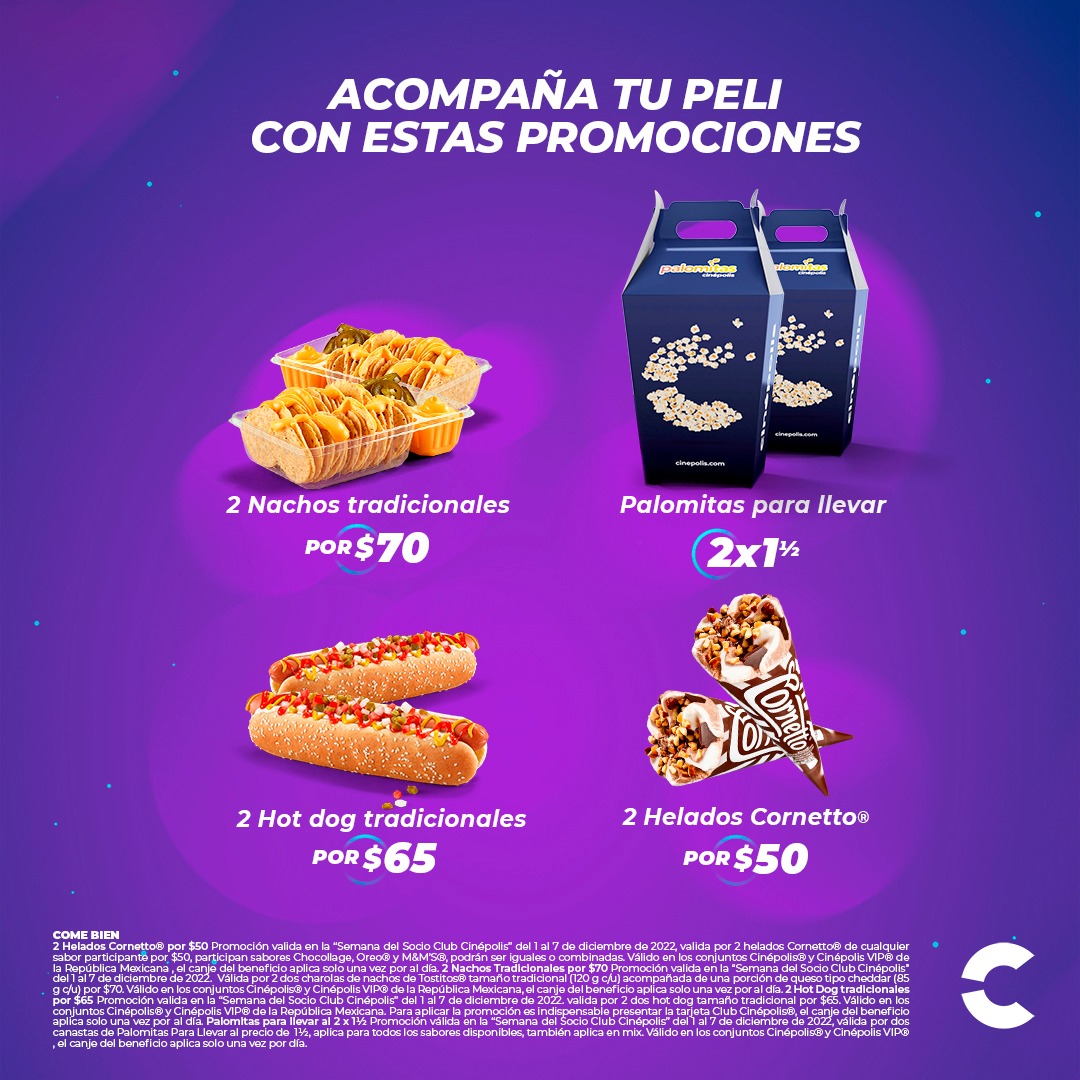 ACOMPAÑA TU PELI
CON ESTAS PROMOCIONES
palomitas
cinépolis
palomitas
cinépolis
cinepolis.com
cinepolis.com
2 Nachos tradicionales
POR $70
Palomitas para llevar
2x1½
Cornetto
2 Hot dog tradicionales
POR $65
2 Helados Cornetto®
POR $50
COME BIEN
2 Helados Cornetto® por $50 Promoción valida en la "Semana del Socio Club Cinépolis" del 1 al 7 de diciembre de 2022, valida por 2 helados Cornetto® de cualquier
sabor participante por $50, participan sabores Chocollage, Oreo® y M&M'S®, podrán ser iguales o combinadas. Válido en los conjuntos Cinépolis® y Cinépolis VIP® de
la República Mexicana , el canje del beneficio aplica solo una vez por al día. 2 Nachos Tradicionales por $70 Promoción valida en la "Semana del Socio Club Cinépolis"
del 1 al 7 de diciembre de 2022. Válida por 2 dos charolas de nachos de Tostitos® tamaño tradicional (120 g c/u) acompañada de una porción de queso tipo cheddar (85
g c/u) por $70. Válido en los conjuntos Cinépolis® y Cinépolis VIP® de la República Mexicana, el canje del beneficio aplica solo una vez por al día. 2 Hot Dog tradicionales
por $65 Promoción valida en la "Semana del Socio Club Cinépolis" del 1 al 7 de diciembre de 2022. valida por 2 dos hot dog tamaño tradicional por $65. Válido en los
conjuntos Cinépolis® y Cinépolis VIP® de la República Mexicana. Para aplicar la promoción es indispensable presentar la tarjeta Club Cinépolis®, el canje del beneficio
aplica solo una vez por al día. Palomitas para llevar al 2 x 1½ Promoción válida en la "Semana del Socio Club Cinépolis" del 1 al 7 de diciembre de 2022, válida por dos
canastas de Palomitas Para Llevar al precio de 1½, aplica para todos los sabores disponibles, también aplica en mix. Válido en los conjuntos Cinépolis® y Cinépolis VIP®
, el canje del beneficio aplica solo una vez por día.